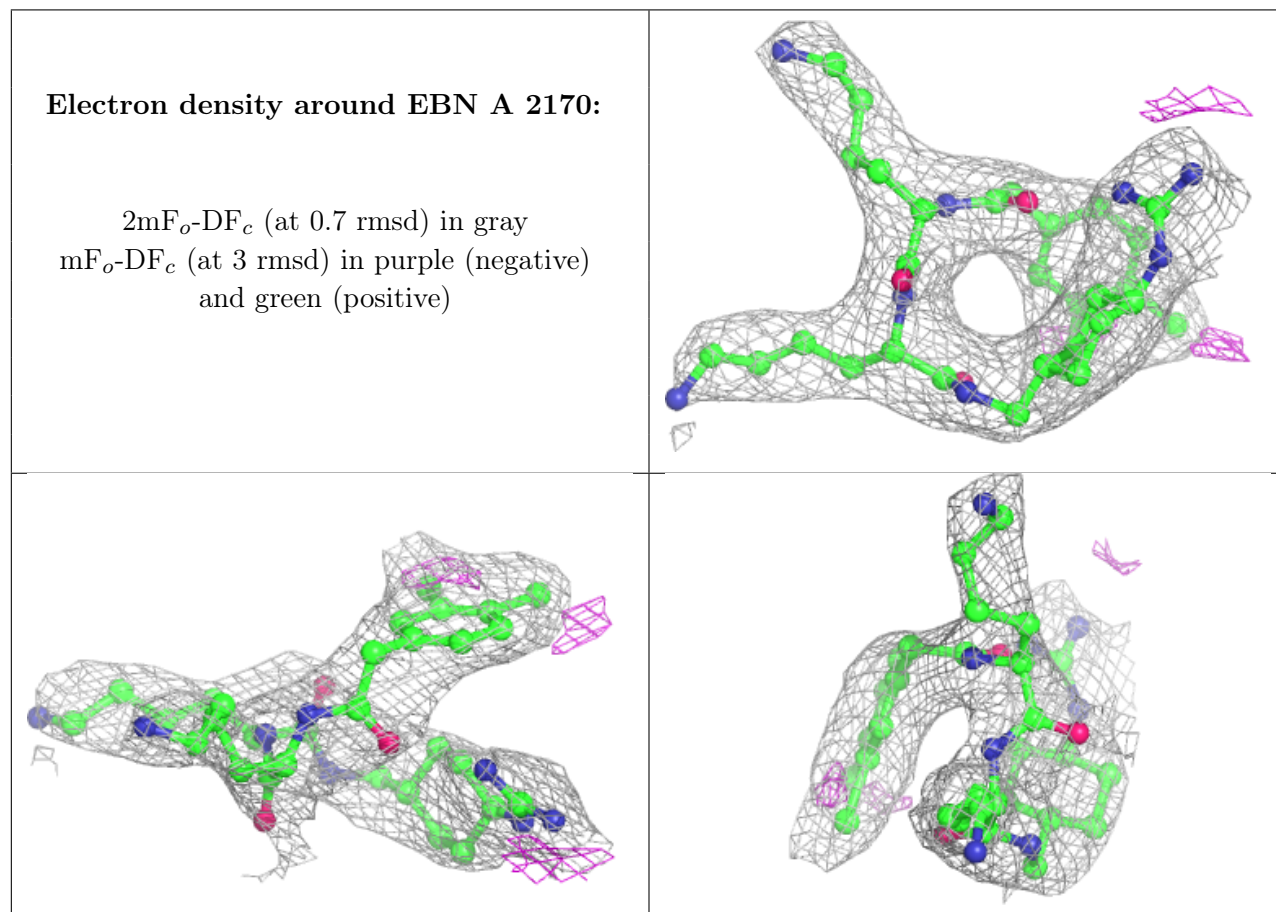 Electron density around EBN A 2170:
2mFo-DFc (at 0.7 rmsd) in gray
mFo-DFc (at 3 rmsd) in purple (negative)
and green (positive)